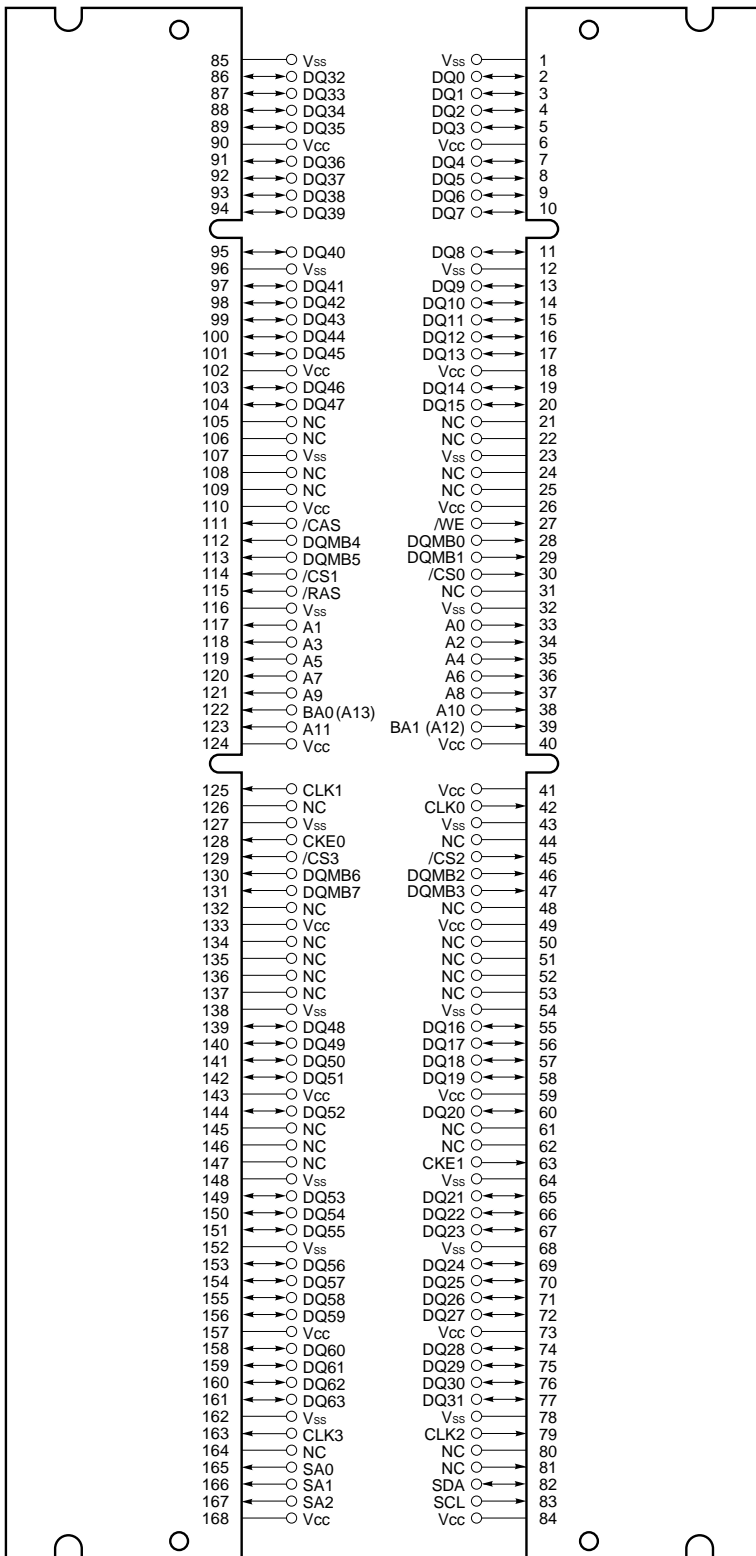 85 Vss Vss 1
86 DQ32 DQ0 2
87 DQ33 DQ1 3
88 DQ34 DQ2 4
89 DQ35 DQ3 5
90 Vcc Vcc 6
91 DQ36 DQ4 7
92 DQ37 DQ5 8
93 DQ38 DQ6 9
94 DQ39 DQ7 10
95 DQ40 DQ8 11
96 Vss Vss 12
97 DQ41 DQ9 13
98 DQ42 DQ10 14
99 DQ43 DQ11 15
100 DQ44 DQ12 16
101 DQ45 DQ13 17
102 Vcc Vcc 18
103 DQ46 DQ14 19
104 DQ47 DQ15 20
105 NC NC 21
106 NC NC 22
107 Vss Vss 23
108 NC NC 24
109 NC NC 25
110 Vcc Vcc 26
111 /CAS /WE 27
112 DQMB4 DQMB0 28
113 DQMB5 DQMB1 29
114 /CS1 /CS0 30
115 /RAS NC 31
116 Vss Vss 32
117 A1 A0 33
118 A3 A2 34
119 A5 A4 35
120 A7 A6 36
121 A9 A8 37
122 BA0 (A13) A10 38
123 A11 BA1 (A12) 39
124 Vcc Vcc 40
125 CLK1 Vcc 41
126 NC CLK0 42
127 Vss Vss 43
128 CKE0 NC 44
129 /CS3 /CS2 45
130 DQMB6 DQMB2 46
131 DQMB7 DQMB3 47
132 NC NC 48
133 Vcc Vcc 49
134 NC NC 50
135 NC NC 51
136 NC NC 52
137 NC NC 53
138 Vss Vss 54
139 DQ48 DQ16 55
140 DQ49 DQ17 56
141 DQ50 DQ18 57
142 DQ51 DQ19 58
143 Vcc Vcc 59
144 DQ52 DQ20 60
145 NC NC 61
146 NC NC 62
147 NC CKE1 63
148 Vss Vss 64
149 DQ53 DQ21 65
150 DQ54 DQ22 66
151 DQ55 DQ23 67
152 Vss Vss 68
153 DQ56 DQ24 69
154 DQ57 DQ25 70
155 DQ58 DQ26 71
156 DQ59 DQ27 72
157 Vcc Vcc 73
158 DQ60 DQ28 74
159 DQ61 DQ29 75
160 DQ62 DQ30 76
161 DQ63 DQ31 77
162 Vss Vss 78
163 CLK3 CLK2 79
164 NC NC 80
165 SA0 NC 81
166 SA1 SDA 82
167 SA2 SCL 83
168 Vcc Vcc 84